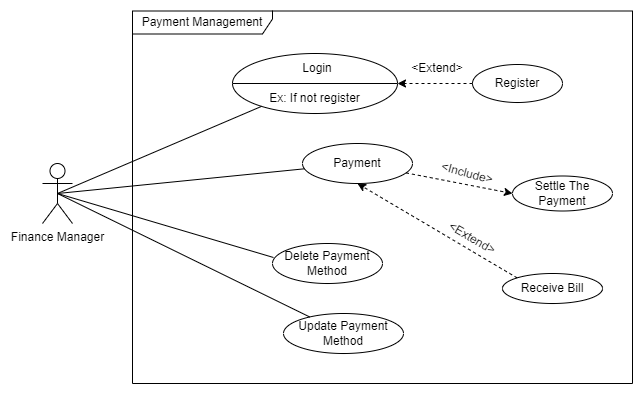 Payment Management
Login
Ex: If not register
<Extend>
Register
Payment
<Include>
Settle The
Payment
Finance Manager
<Extend>
Delete Payment
Method
Receive Bill
Update Payment
Method